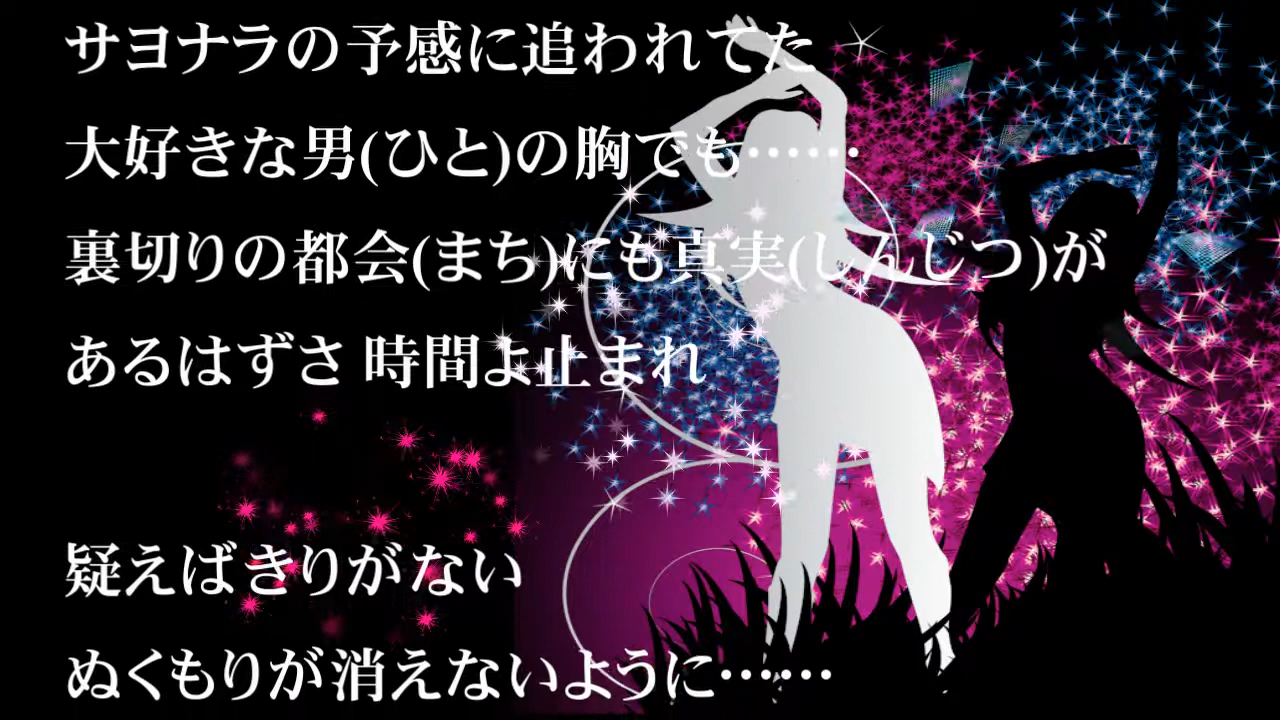 サヨナラの予感に追われてた
大好きな男(ひと)の胸でも……
裏切りの都会(まち)にも真実(しんじつ)が
あるはずさ 時間よ止まれ
疑えばきりがない
ぬくもりが消えないように……